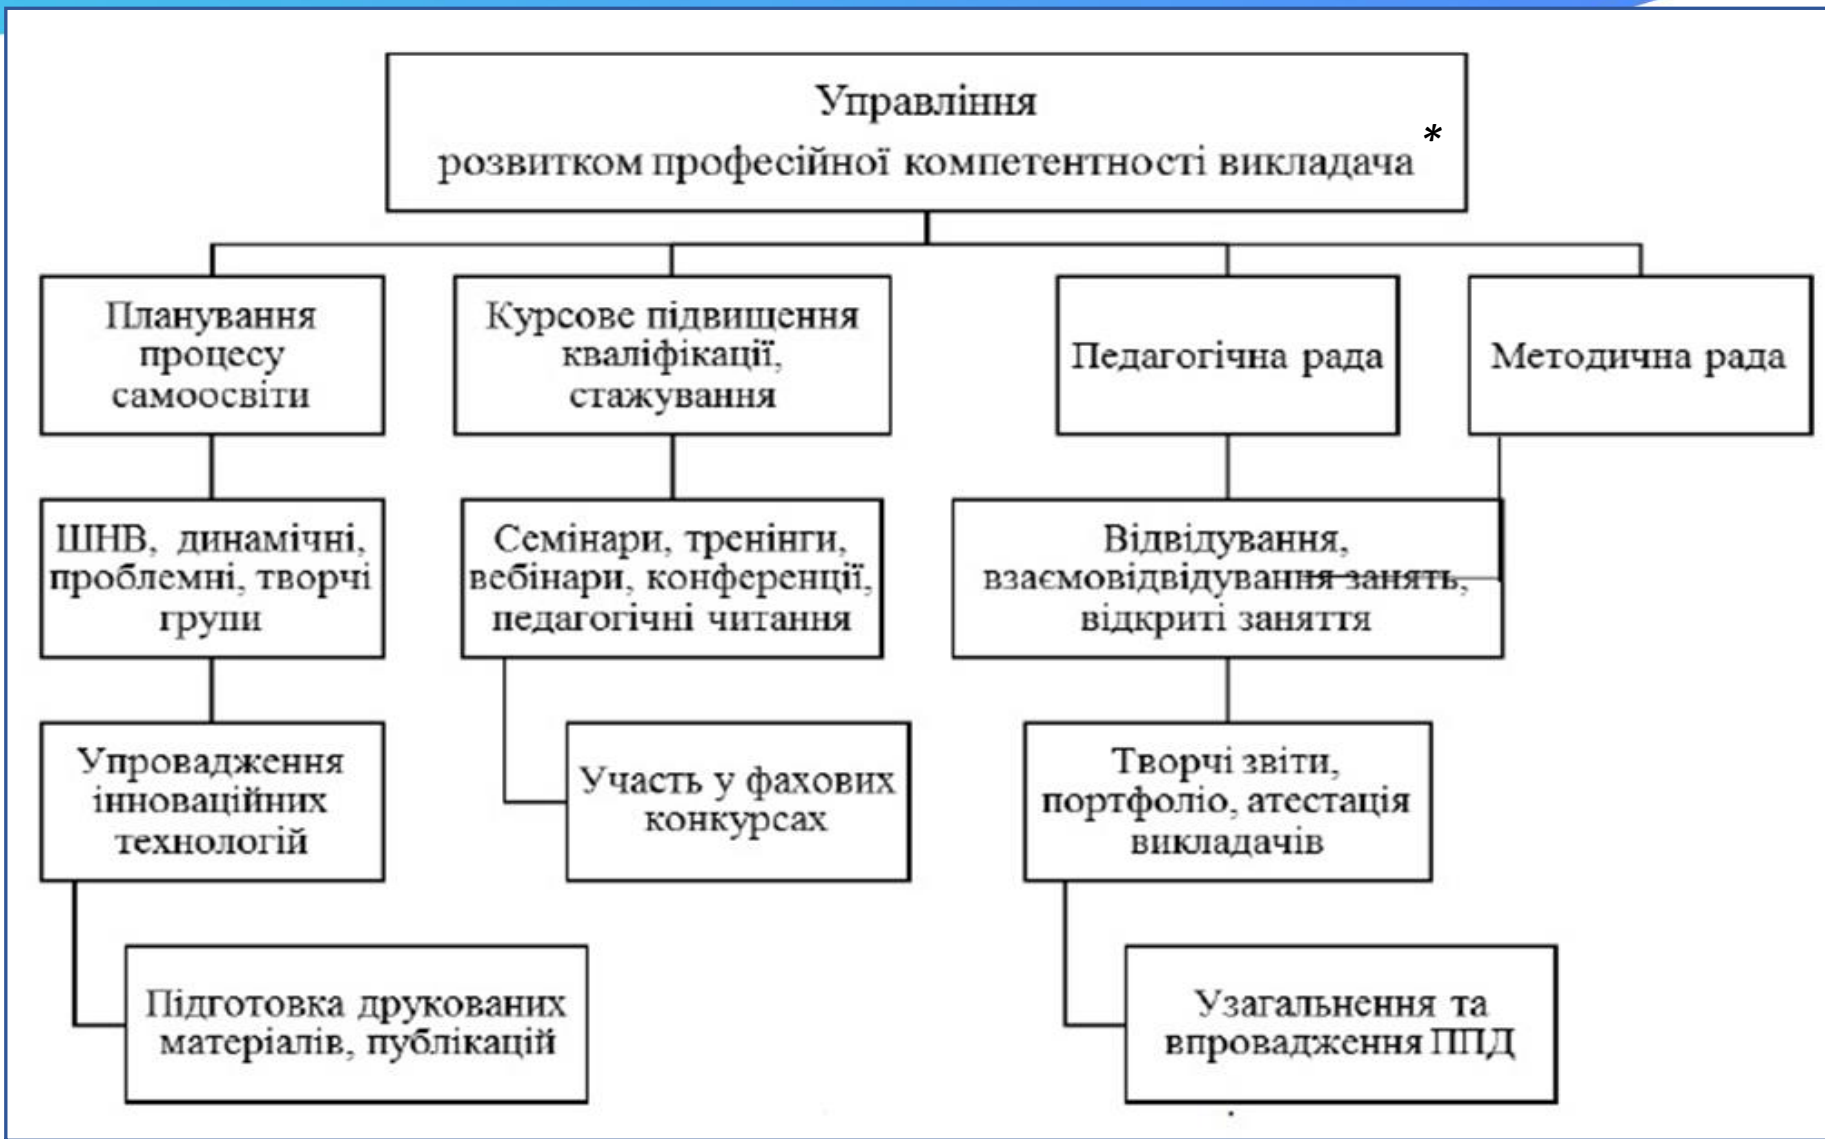 Управління
розвитком професійної компетентності викладача *
Планування
процесу
самоосвіти
Курсове підвищення
кваліфікації,
стажування
Педагогічна рада
Методична рада
ШНВ, динамічні,
проблемні, творчі
групи
Семінари, тренінги,
вебінари, конференції,
педагогічні читання
Відвідування,
взаємовідвідування занять,
відкриті заняття
Упровадження
інноваційних
технологій
Участь у фахових
конкурсах
Творчі звіти,
портфоліо, атестація
викладачів
Підготовка друкованих
матеріалів, публікацій
Узагальнення та
впровадження ППД